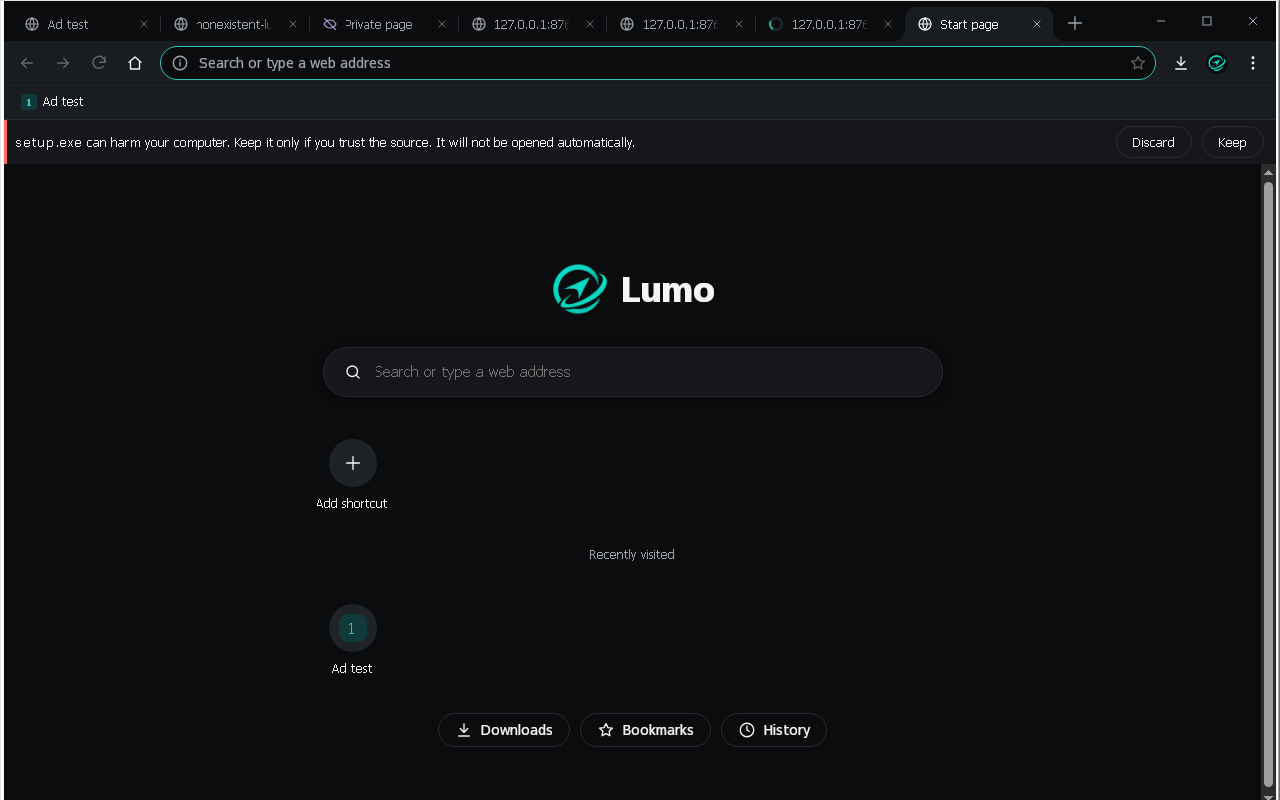 Ad test
nonexistent-lu
Private page
127.0.0.1:876
127.0.0.1:876
127.0.0.1:876
Start page
Search or type a web address
1 Ad test
setup.exe can harm your computer. Keep it only if you trust the source. It will not be opened automatically.
Discard
Keep
Lumo
Search or type a web address
Add shortcut
Recently visited
1
Ad test
Downloads
Bookmarks
History